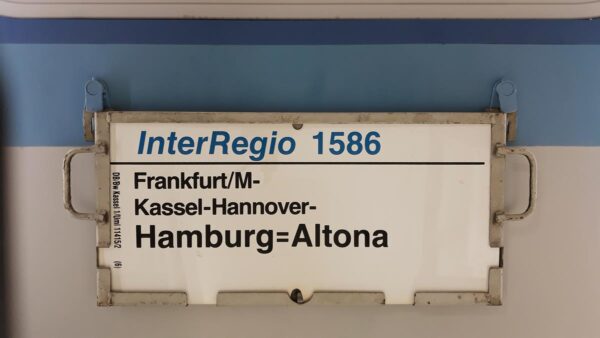 InterRegio 1586
Frankfurt/M-
Kassel-Hannover-
Hamburg=Altona